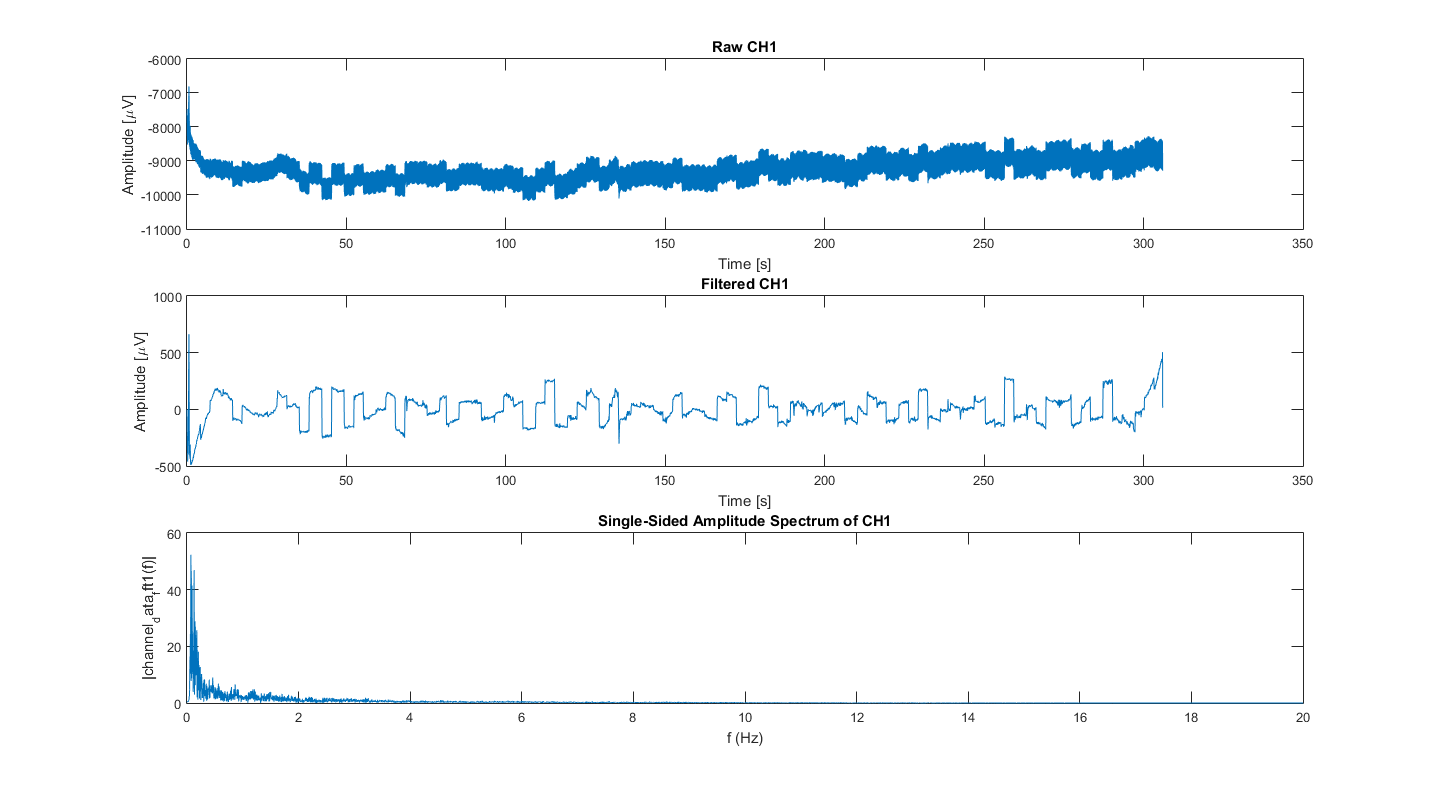 Raw CH1
Amplitude [μV]
-6000
-7000
-8000
-9000
-10000
-11000
0 50 100 150 200 250 300 350
Time [s]
Filtered CH1
Amplitude [μV]
1000
500
0
-500
0 50 100 150 200 250 300 350
Time [s]
Single-Sided Amplitude Spectrum of CH1
|channel_data_fft1(f)|
60
40
20
0
0 2 4 6 8 10 12 14 16 18 20
f (Hz)